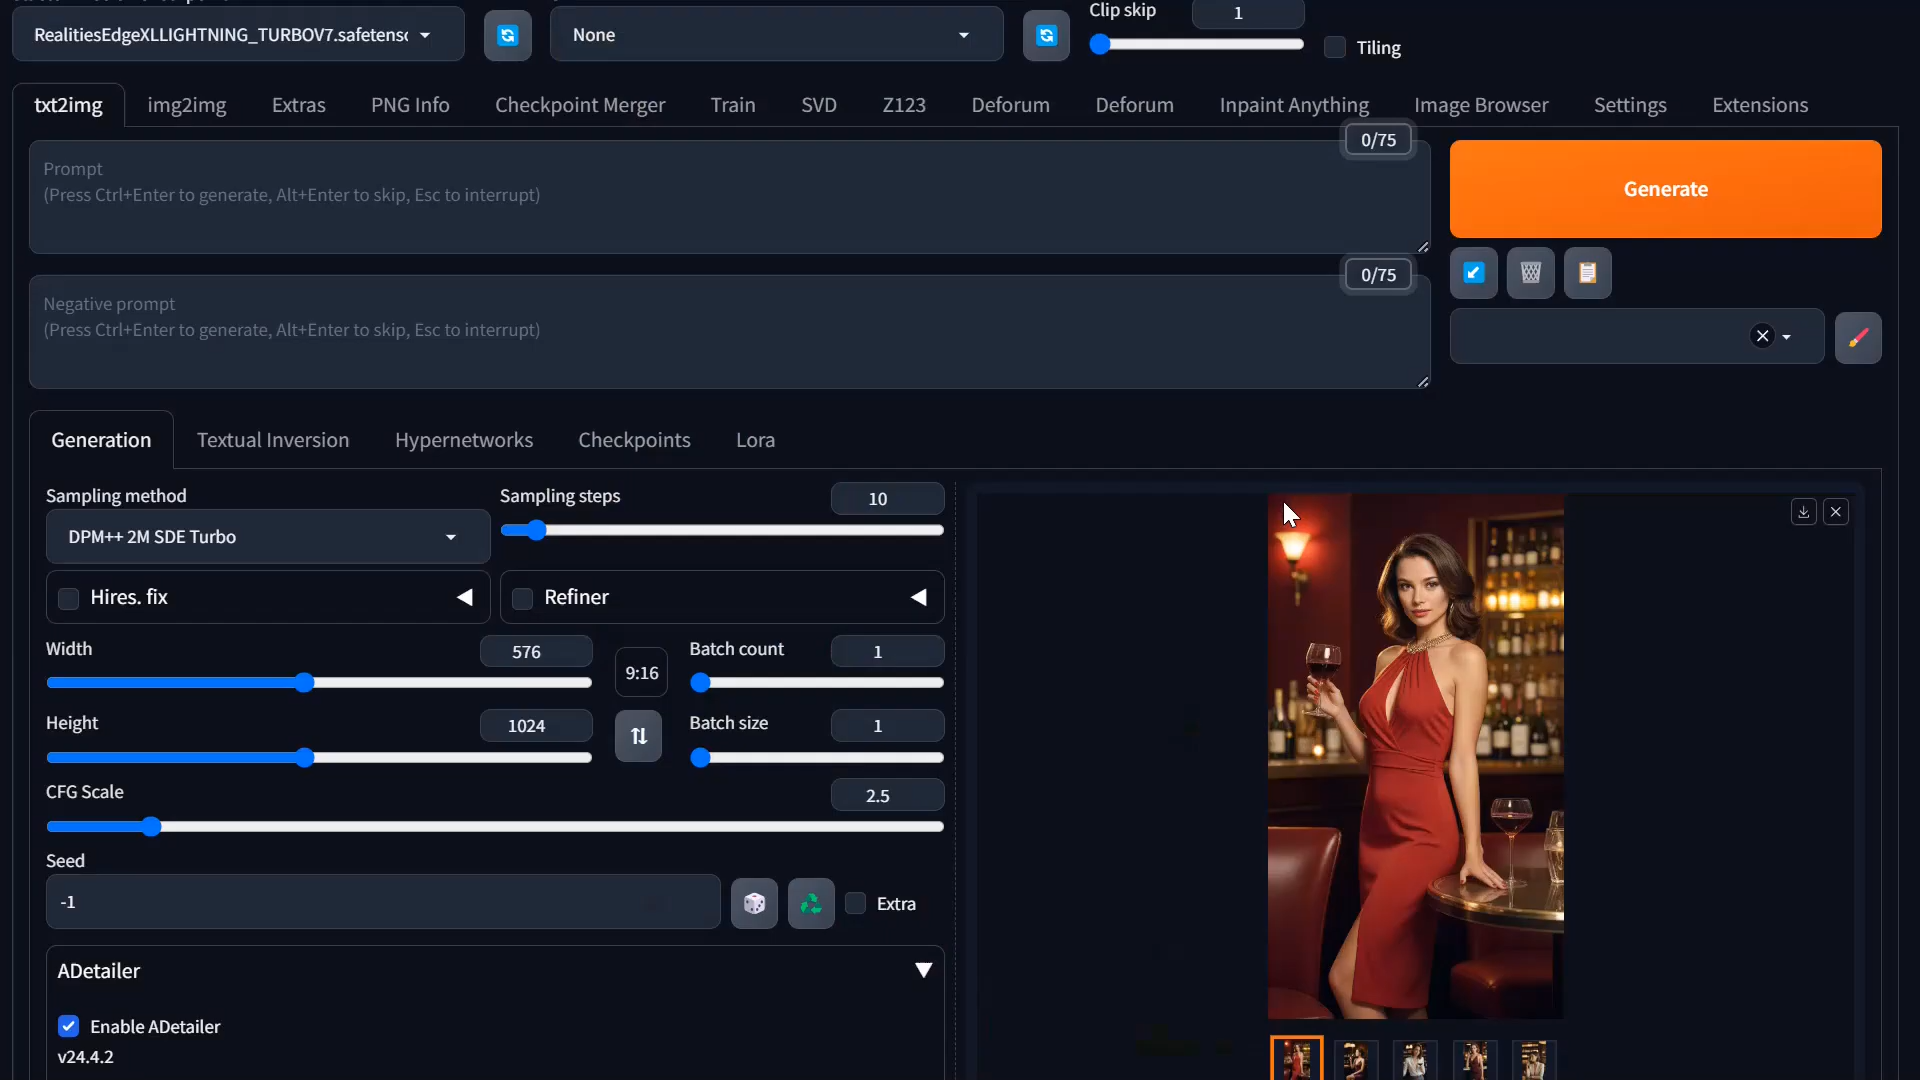 RealitiesEdgeXLLIGHTNING_TURBOV7.safetens
None
Clip skip
1
Tiling
txt2img
img2img
Extras
PNG Info
Checkpoint Merger
Train
SVD
Z123
Deforum
Deforum
Inpaint Anything
Image Browser
Settings
Extensions
0/75
Prompt
(Press Ctrl+Enter to generate, Alt+Enter to skip, Esc to interrupt)
Generate
0/75
Negative prompt
(Press Ctrl+Enter to generate, Alt+Enter to skip, Esc to interrupt)
Generation
Textual Inversion
Hypernetworks
Checkpoints
Lora
Sampling method
Sampling steps
10
DPM++ 2M SDE Turbo
Hires. fix
Refiner
Width
576
9:16
Batch count
1
Height
1024
Batch size
1
CFG Scale
2.5
Seed
-1
Extra
ADetailer
Enable ADetailer
v24.4.2